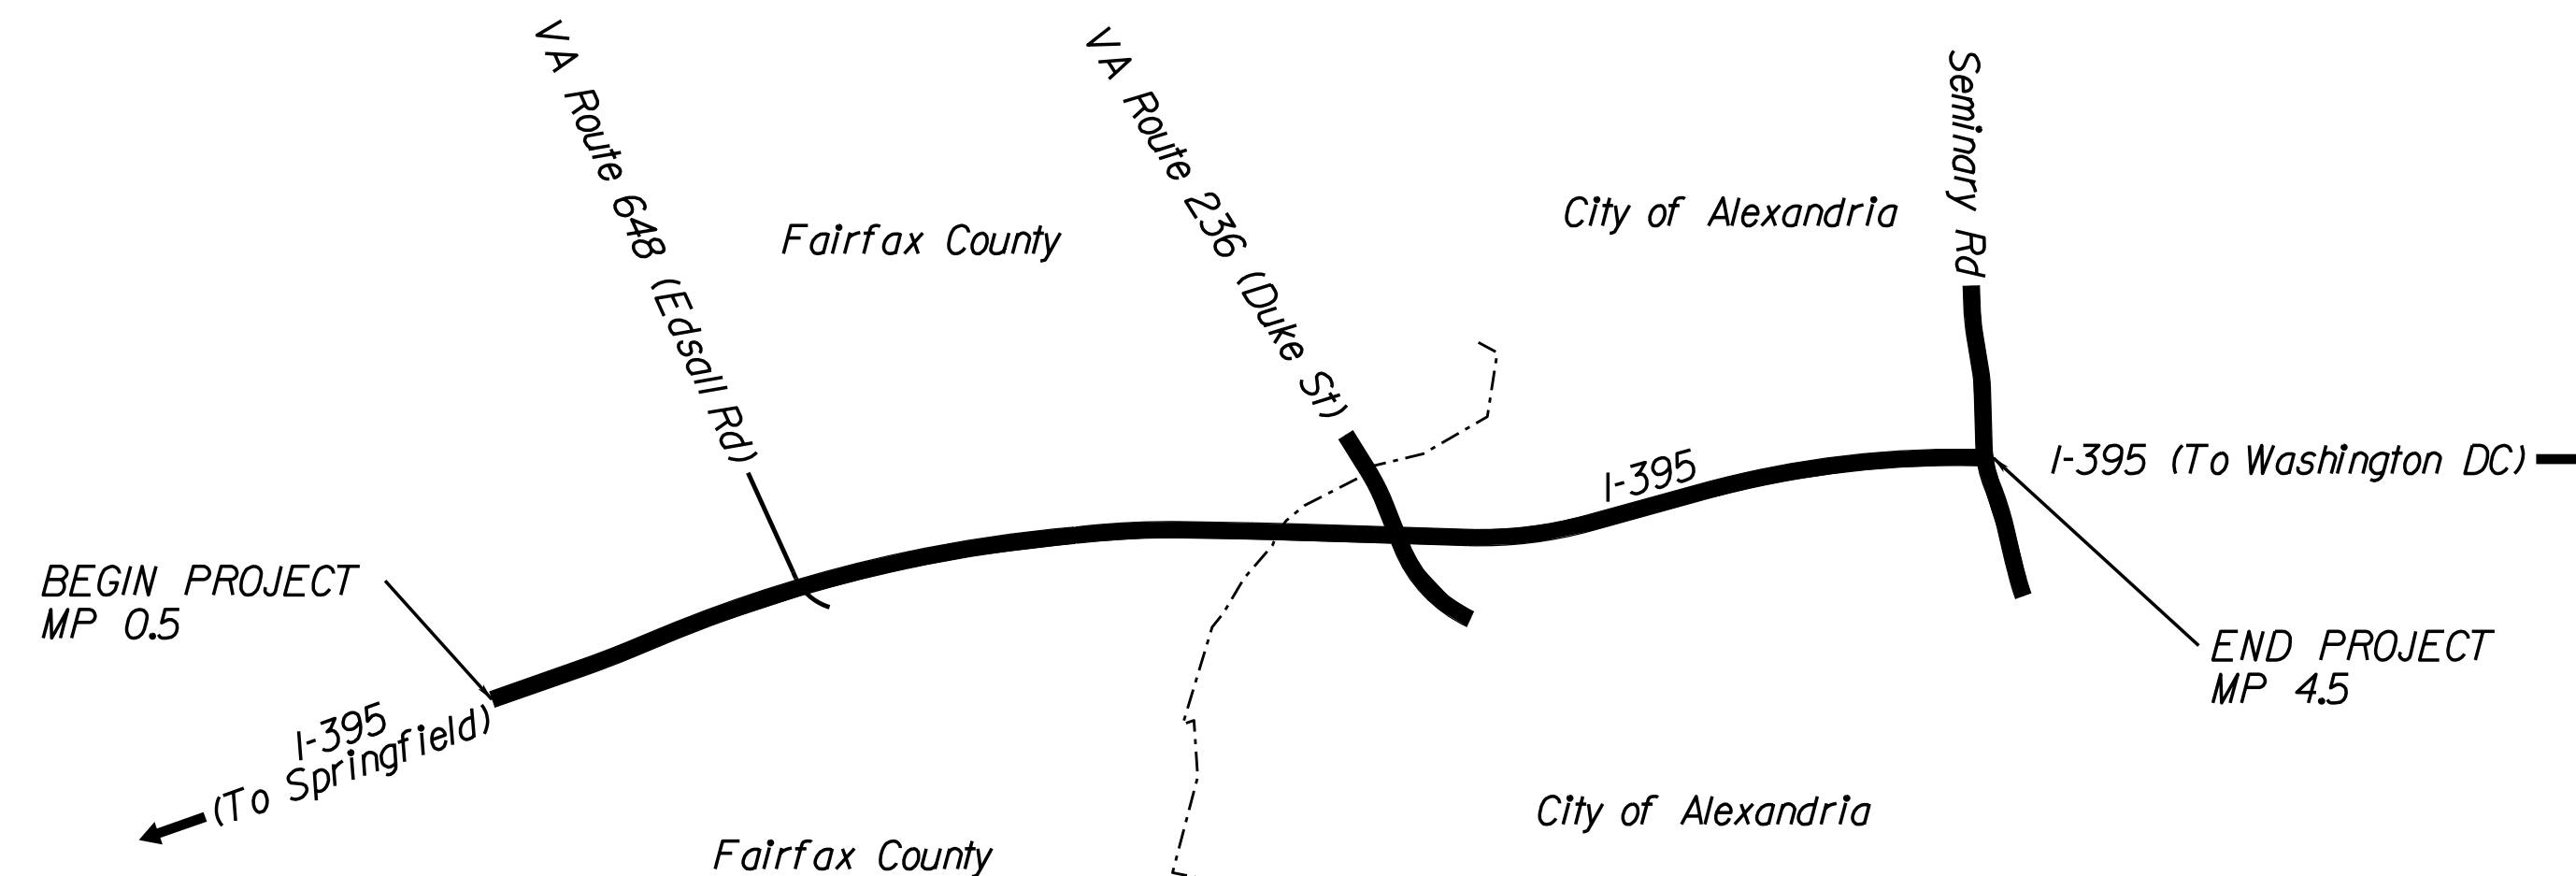 VA Route 648 (Edsall Rd)
VA Route 236 (Duke St)
Seminary Rd
Fairfax County
City of Alexandria
I-395
I-395 (To Washington DC)
BEGIN PROJECT
MP 0.5
END PROJECT
MP 4.5
I-395
(To Springfield)
City of Alexandria
Fairfax County